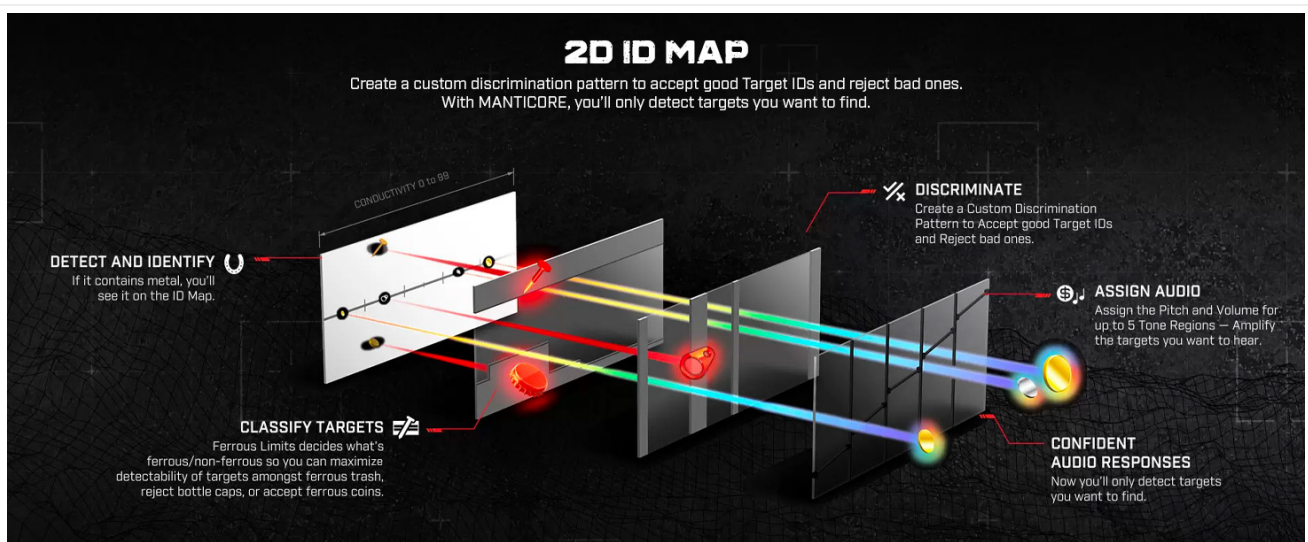 2D ID MAP
Create a custom discrimination pattern to accept good Target IDs and reject bad ones.
With MANTICORE, you'll only detect targets you want to find.
CONDUCTIVITY 0 to 99
DETECT AND IDENTIFY
If it contains metal, you'll
see it on the ID Map.
CLASSIFY TARGETS
Ferrous Limits decides what's
ferrous/non-ferrous so you can maximize
detectability of targets amongst ferrous trash,
reject bottle caps, or accept ferrous coins.
DISCRIMINATE
Create a Custom Discrimination
Pattern to Accept good Target IDs
and Reject bad ones.
ASSIGN AUDIO
Assign the Pitch and Volume for
up to 5 Tone Regions — Amplify
the targets you want to hear.
CONFIDENT
AUDIO RESPONSES
Now you'll only detect targets
you want to find.